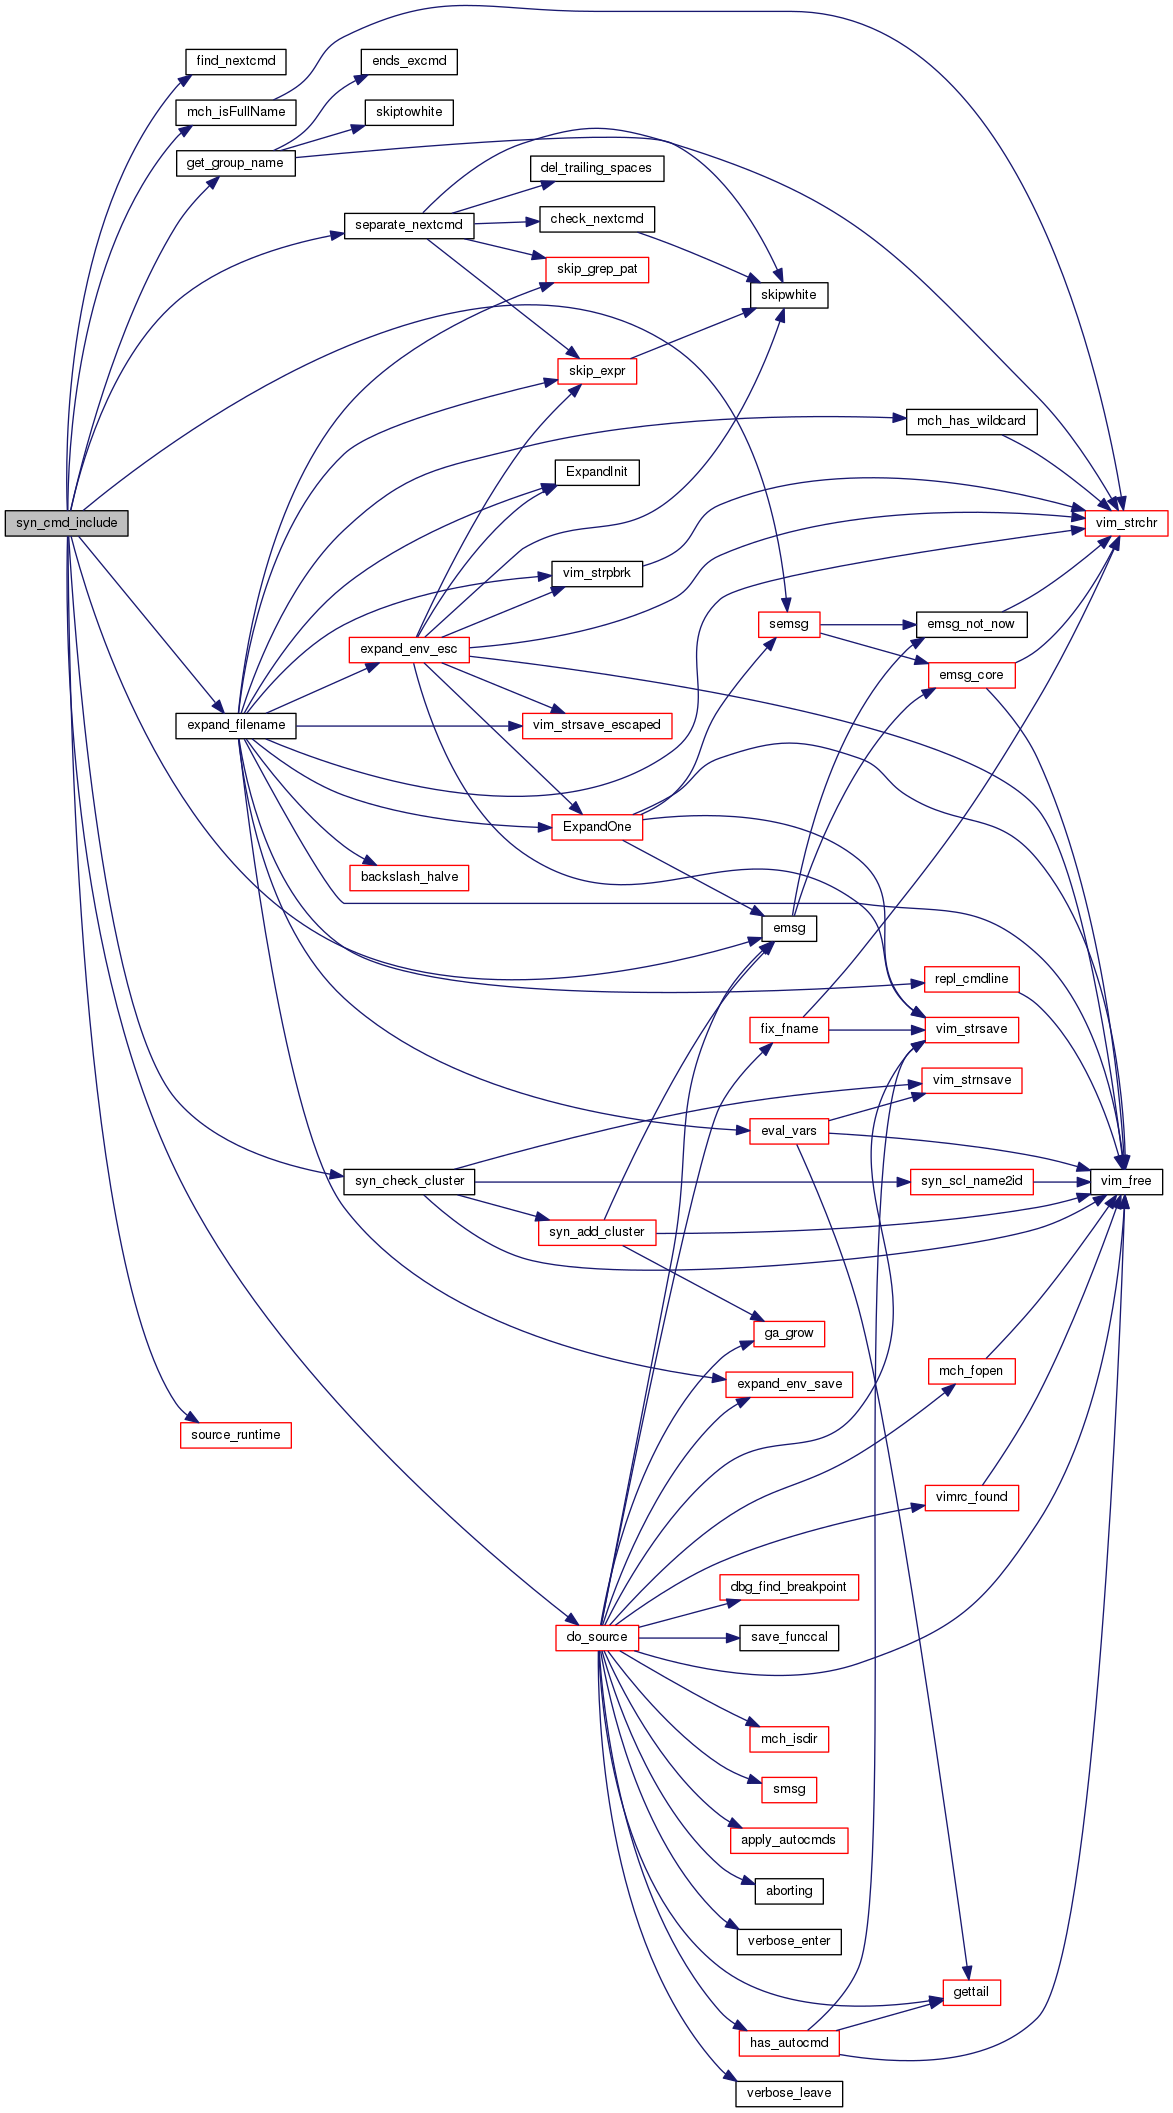 find_nextcmd
ends_excmd
mch_isFullName
skiptowhite
get_group_name
del_trailing_spaces
separate_nextcmd
check_nextcmd
skip_grep_pat
skipwhite
skip_expr
mch_has_wildcard
ExpandInit
syn_cmd_include
vim_strchr
vim_strpbrk
semsg
emsg_not_now
expand_env_esc
emsg_core
expand_filename
vim_strsave_escaped
ExpandOne
backslash_halve
emsg
repl_cmdline
fix_fname
vim_strsave
vim_strnsave
eval_vars
syn_check_cluster
syn_scl_name2id
vim_free
syn_add_cluster
ga_grow
mch_fopen
expand_env_save
source_runtime
vimrc_found
dbg_find_breakpoint
do_source
save_funccal
mch_isdir
smsg
apply_autocmds
aborting
verbose_enter
gettail
has_autocmd
verbose_leave